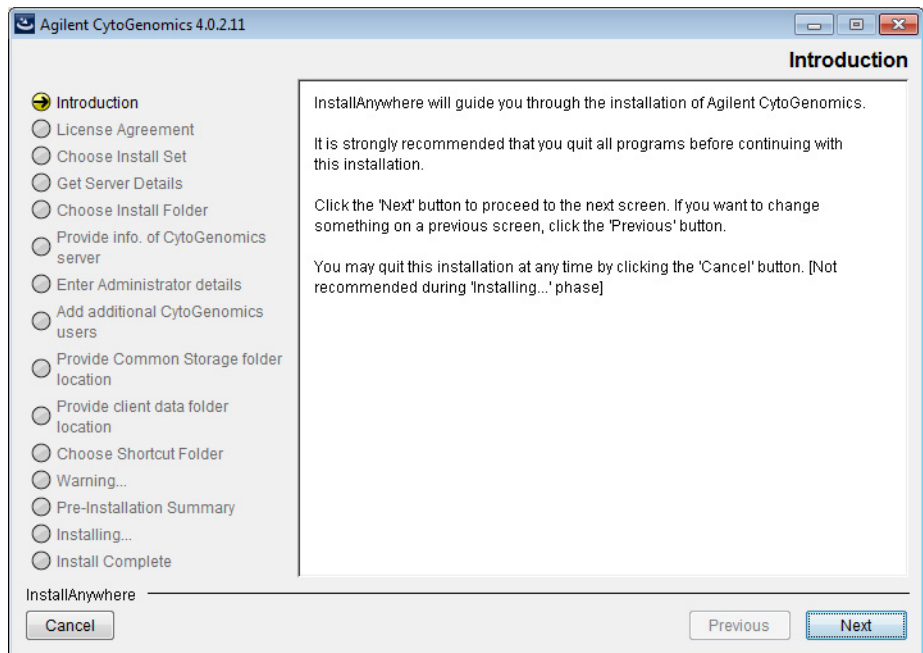 Agilent CytoGenomics 4.0.2.11
Introduction
Introduction
License Agreement
Choose Install Set
Get Server Details
Choose Install Folder
Provide info. of CytoGenomics
server
Enter Administrator details
Add additional CytoGenomics
users
Provide Common Storage folder
location
Provide client data folder
location
Choose Shortcut Folder
Warning...
Pre-Installation Summary
Installing...
Install Complete
InstallAnywhere will guide you through the installation of Agilent CytoGenomics.
It is strongly recommended that you quit all programs before continuing with
this installation.
Click the 'Next' button to proceed to the next screen. If you want to change
something on a previous screen, click the 'Previous' button.
You may quit this installation at any time by clicking the 'Cancel' button. [Not
recommended during 'Installing...' phase]
InstallAnywhere
Cancel
Previous
Next